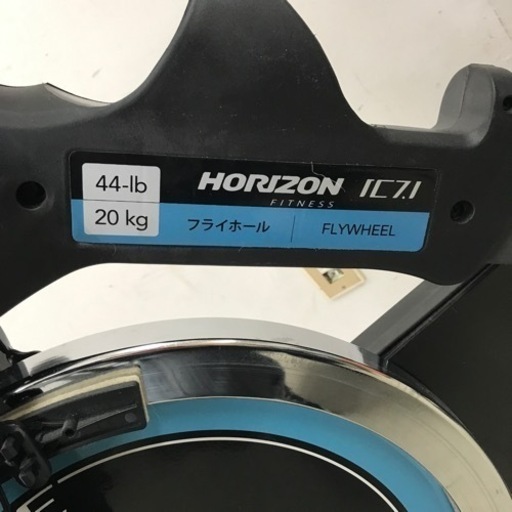 44-lb
20 kg
HORIZON IC7.1
FITNESS
フライホール
FLYWHEEL